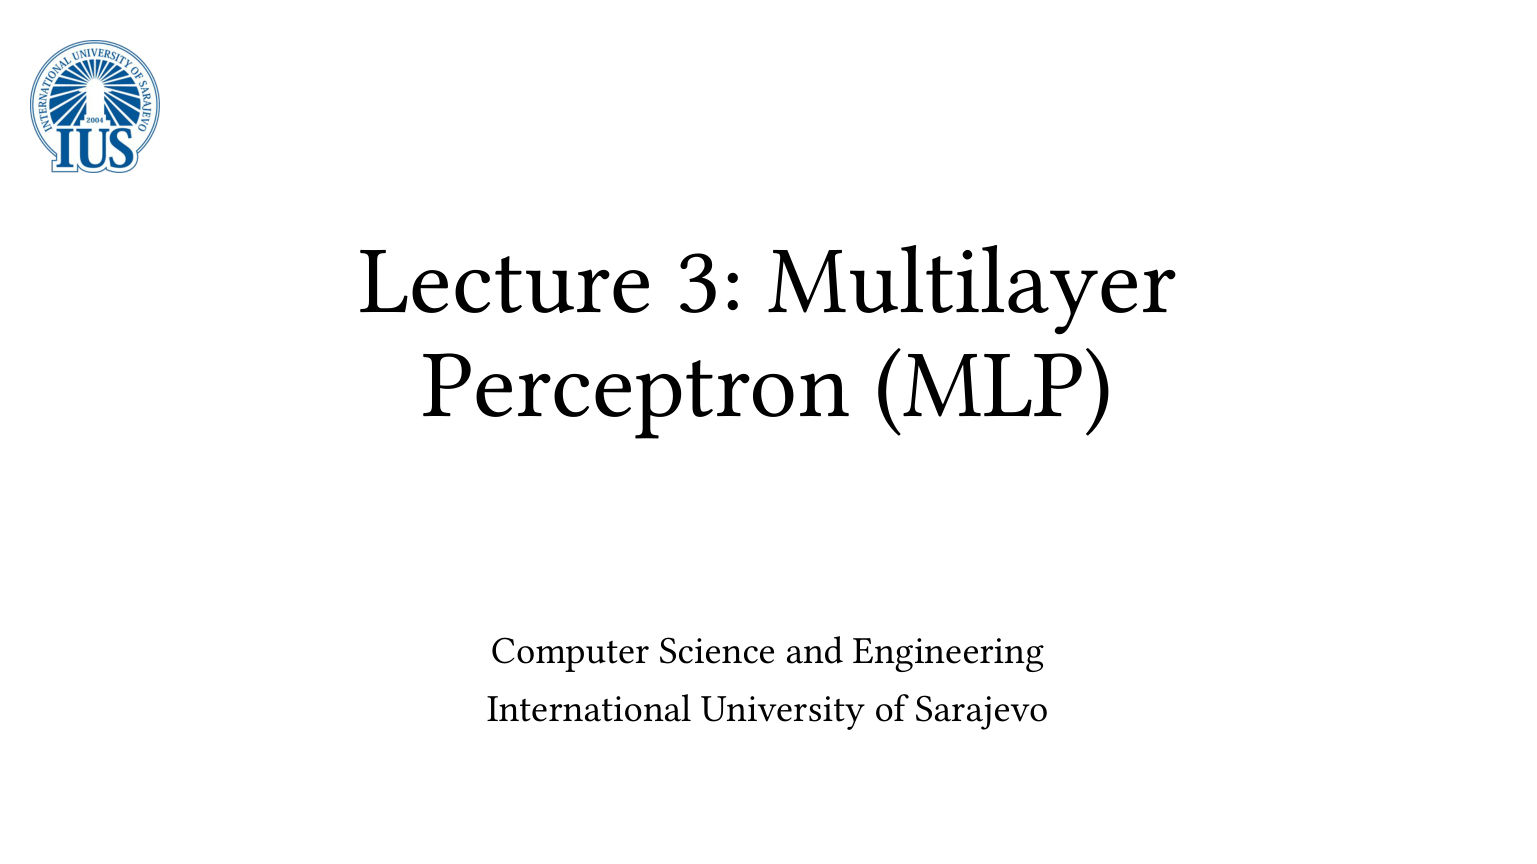 INTERNATIONAL UNIVERSITY OF SARAJEVO
2004
IUS
Lecture 3: Multilayer
Perceptron (MLP)
Computer Science and Engineering
International University of Sarajevo